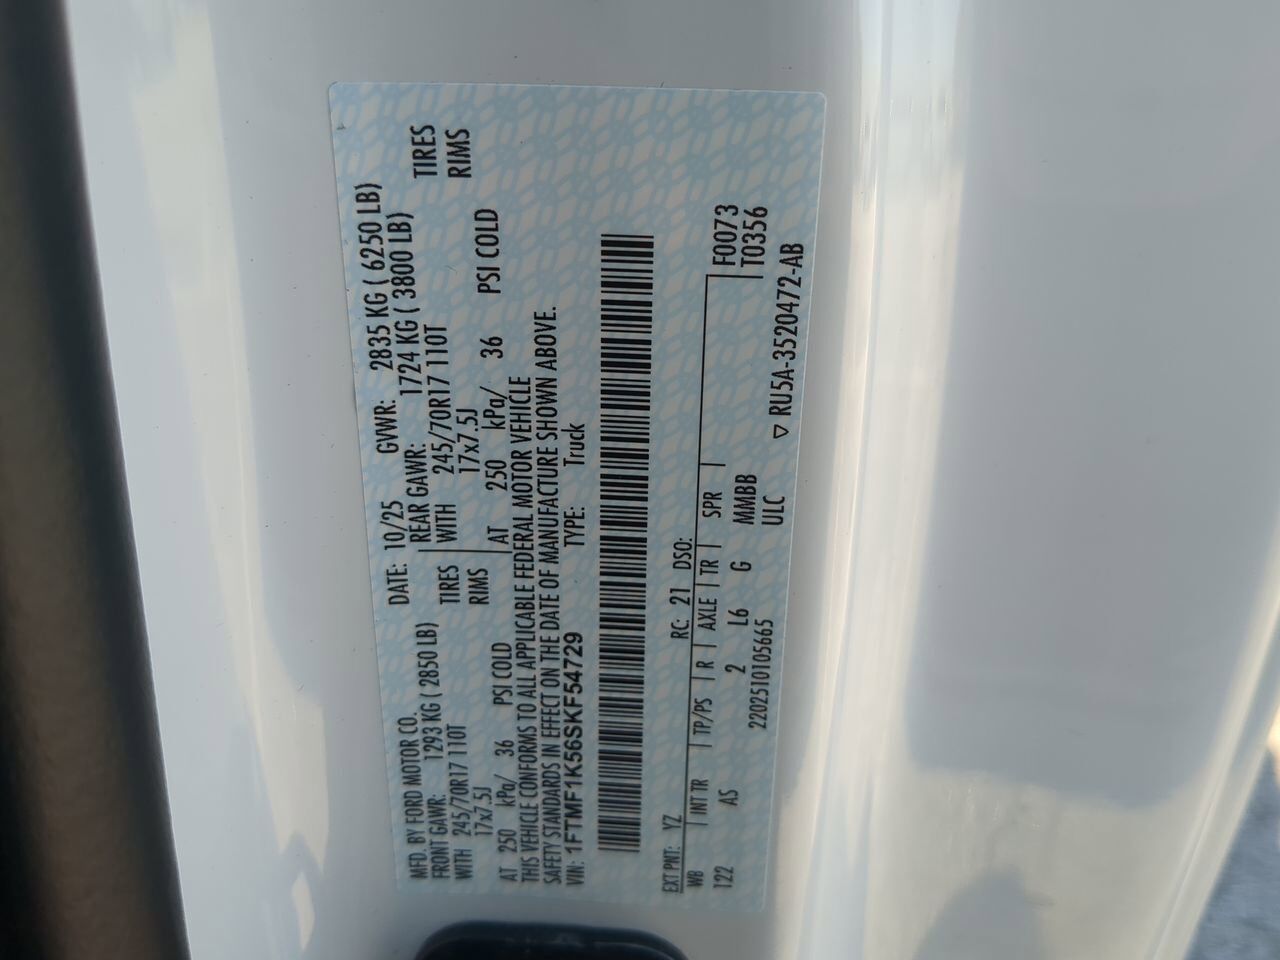 MFD. BY FORD MOTOR CO. DATE: 10/25 GVWR: 2835 KG ( 6250 LB)
FRONT GAWR: 1293 KG ( 2850 LB) REAR GAWR: 1724 KG ( 3800 LB)
WITH 245/70R17 110T TIRES WITH 245/70R17 110T TIRES
17x7.5J RIMS 17x7.5J RIMS
AT 250 kPa/ 36 PSI COLD AT 250 kPa/ 36 PSI COLD
THIS VEHICLE CONFORMS TO ALL APPLICABLE FEDERAL MOTOR VEHICLE
SAFETY STANDARDS IN EFFECT ON THE DATE OF MANUFACTURE SHOWN ABOVE.
VIN: 1FTMF1K56SKF54729 TYPE: Truck
EXT PNT: YZ RC: 21 DSO:
WB INT TR TP/PS R AXLE TR SPR F0073
122 AS 2 L6 G MMBB T0356
2202510105665 ULC
▽ RU5A-3520472-AB